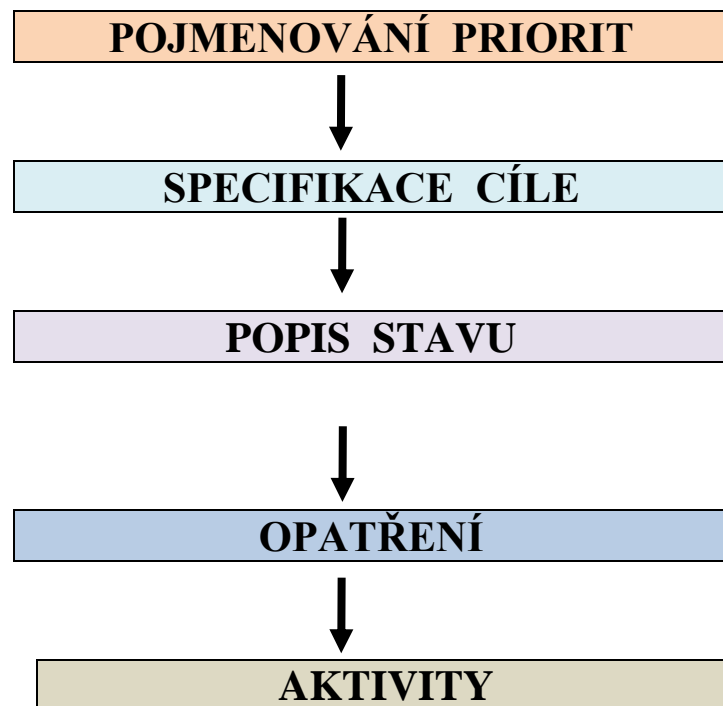 POJMENOVÁNÍ PRIORIT
SPECIFIKACE CÍLE
POPIS STAVU
OPATŘENÍ
AKTIVITY